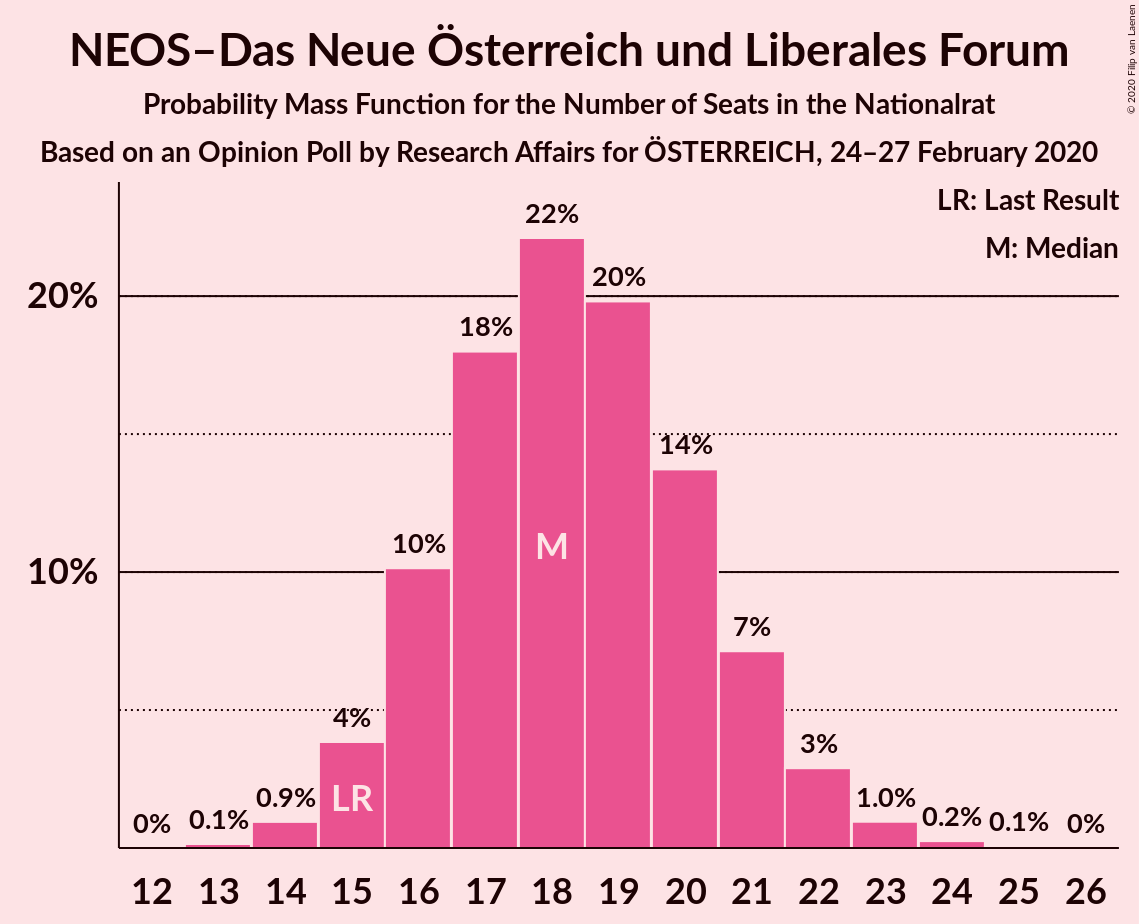 NEOS–Das Neue Österreich und Liberales Forum
Probability Mass Function for the Number of Seats in the Nationalrat
Based on an Opinion Poll by Research Affairs for ÖSTERREICH, 24–27 February 2020
© 2020 Filip van Laenen
LR: Last Result
M: Median
20%
10%
0%
0.1%
0.9%
4%
10%
18%
22%
20%
14%
7%
3%
1.0%
0.2%
0.1%
0%
LR
M
12 13 14 15 16 17 18 19 20 21 22 23 24 25 26